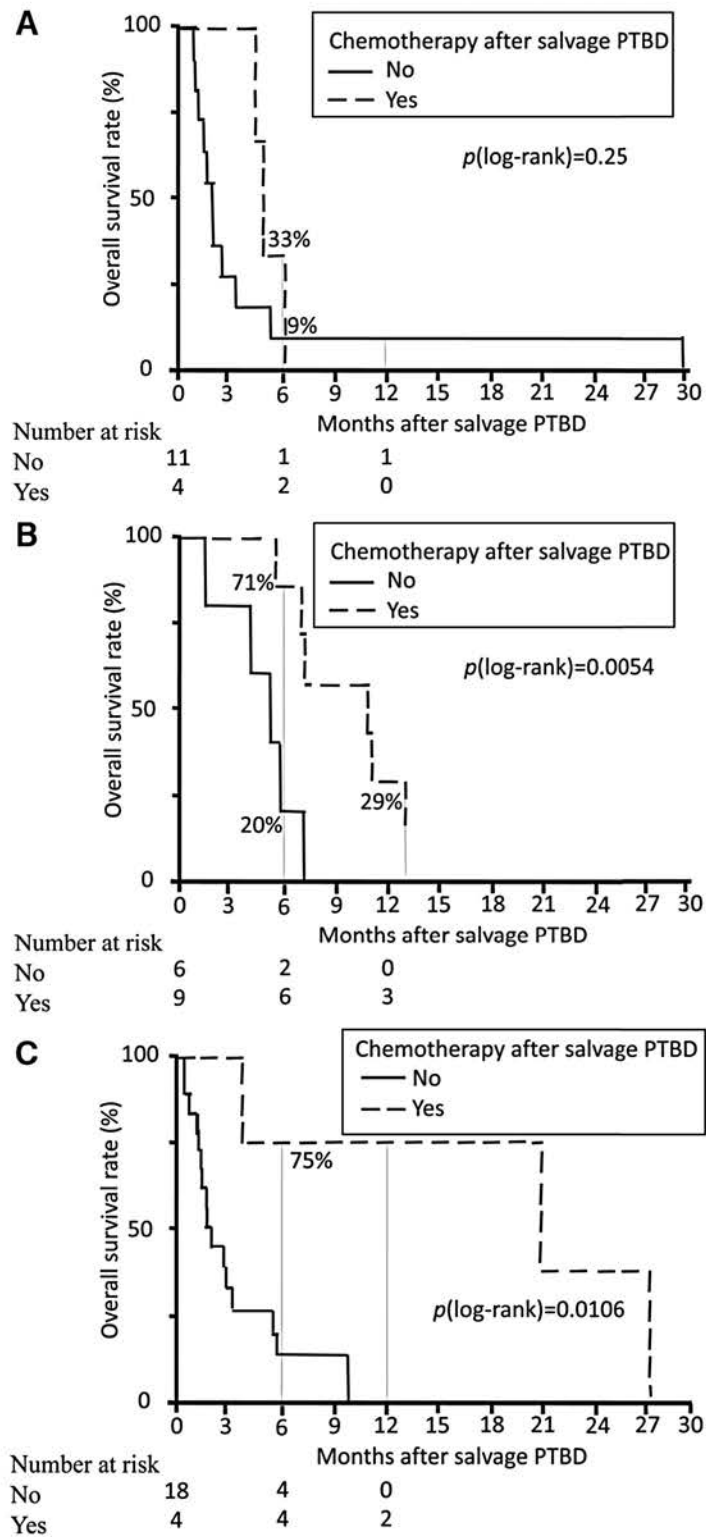 A
Chemotherapy after salvage PTBD
No
Yes
p(log-rank)=0.25
Overall survival rate (%)
100
50
0
33%
9%
0 3 6 9 12 15 18 21 24 27 30
Months after salvage PTBD
Number at risk
No 11 1 1
Yes 4 2 0
B
Chemotherapy after salvage PTBD
No
Yes
p(log-rank)=0.0054
Overall survival rate (%)
100
50
0
71%
20%
29%
0 3 6 9 12 15 18 21 24 27 30
Months after salvage PTBD
Number at risk
No 6 2 0
Yes 9 6 3
C
Chemotherapy after salvage PTBD
No
Yes
p(log-rank)=0.0106
Overall survival rate (%)
100
50
0
75%
0 3 6 9 12 15 18 21 24 27 30
Months after salvage PTBD
Number at risk
No 18 4 0
Yes 4 4 2